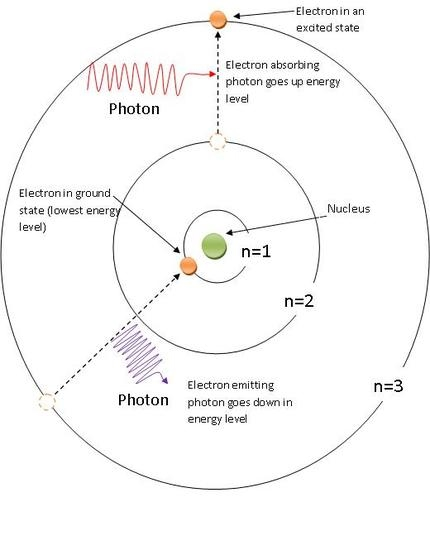 Electron in an
excited state
Electron absorbing
photon goes up energy
level
Photon
Electron in ground
state (lowest energy
level)
Nucleus
n=1
n=2
n=3
Photon
Electron emitting
photon goes down in
energy level